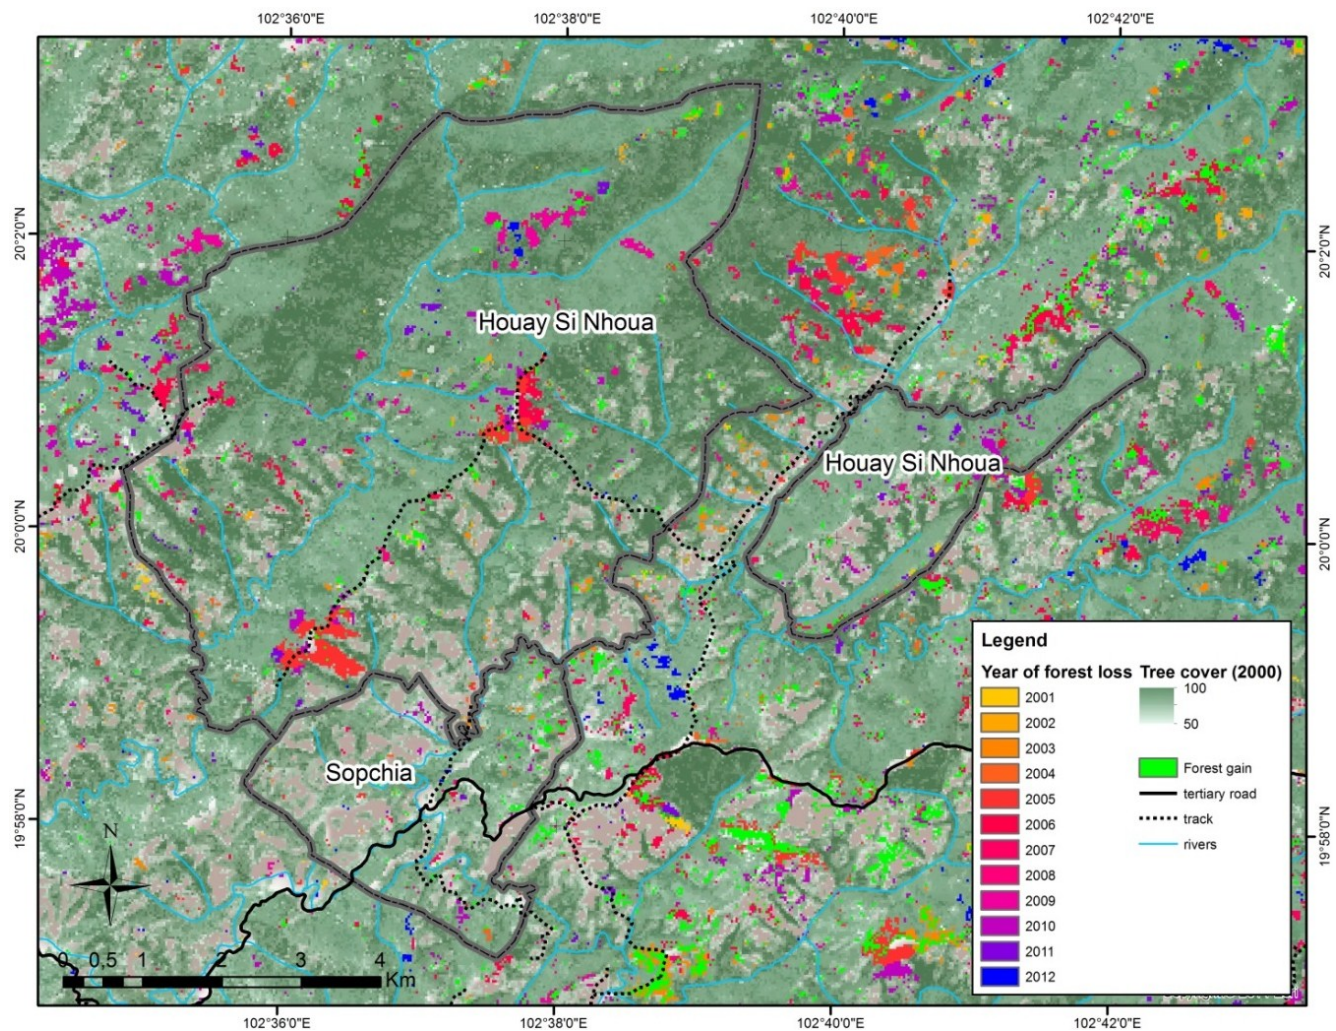 102°36'0"E 102°38'0"E 102°40'0"E 102°42'0"E
20°2'0"N
20°2'0"N
Houay Si Nhoua
Houay Si Nhoua
20°0'0"N
20°0'0"N
Sopchia
19°58'0"N
19°58'0"N
N
0 0,5 1 2 3 4
Km
Legend
Year of forest loss Tree cover (2000)
2001 100
2002 50
2003
2004 Forest gain
2005 tertiary road
2006 track
2007 rivers
2008
2009
2010
2011
2012
102°36'0"E 102°38'0"E 102°40'0"E 102°42'0"E